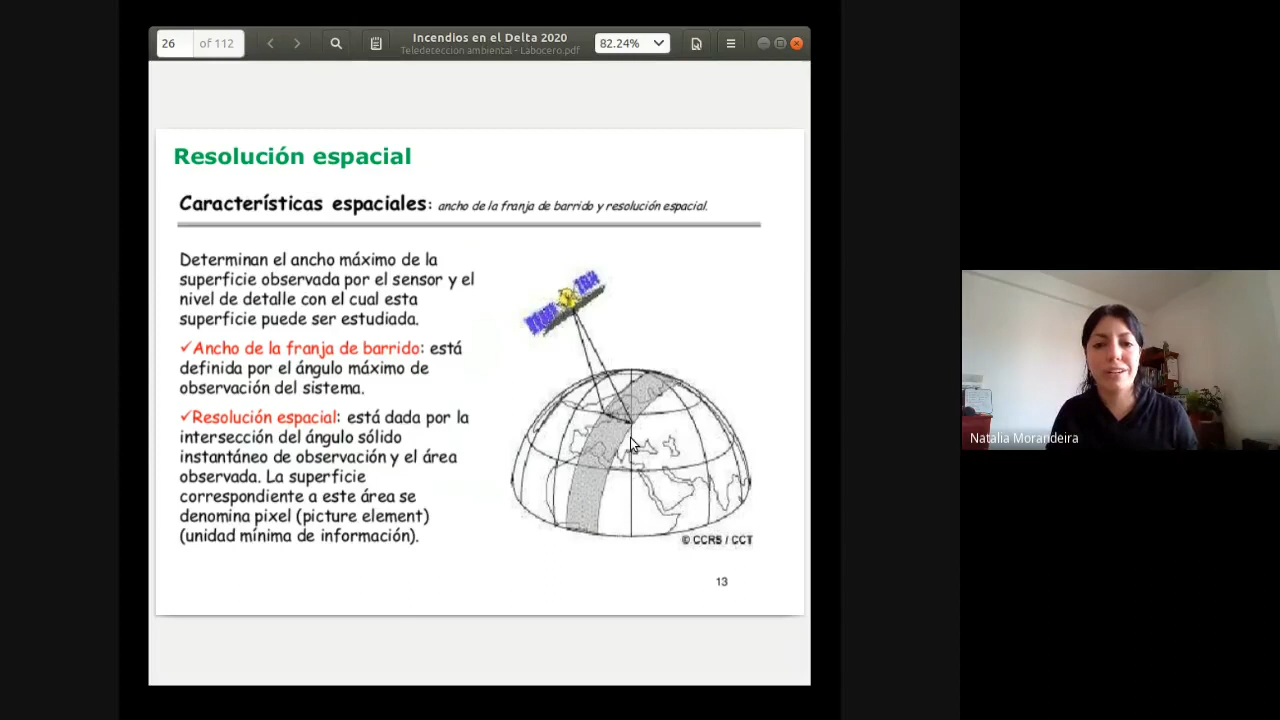 26 of 112
Incendios en el Delta 2020
Teledetección ambiental - Labocero.pdf
82.24%
Resolución espacial
Características espaciales: ancho de la franja de barrido y resolución espacial.
Determinan el ancho máximo de la
superficie observada por el sensor y el
nivel de detalle con el cual esta
superficie puede ser estudiada.
✓Ancho de la franja de barrido: está
definida por el ángulo máximo de
observación del sistema.
✓Resolución espacial: está dada por la
intersección del ángulo sólido
instantáneo de observación y el área
observada. La superficie
correspondiente a este área se
denomina pixel (picture element)
(unidad mínima de información).
© CCRS / CCT
13
Natalia Morandeira